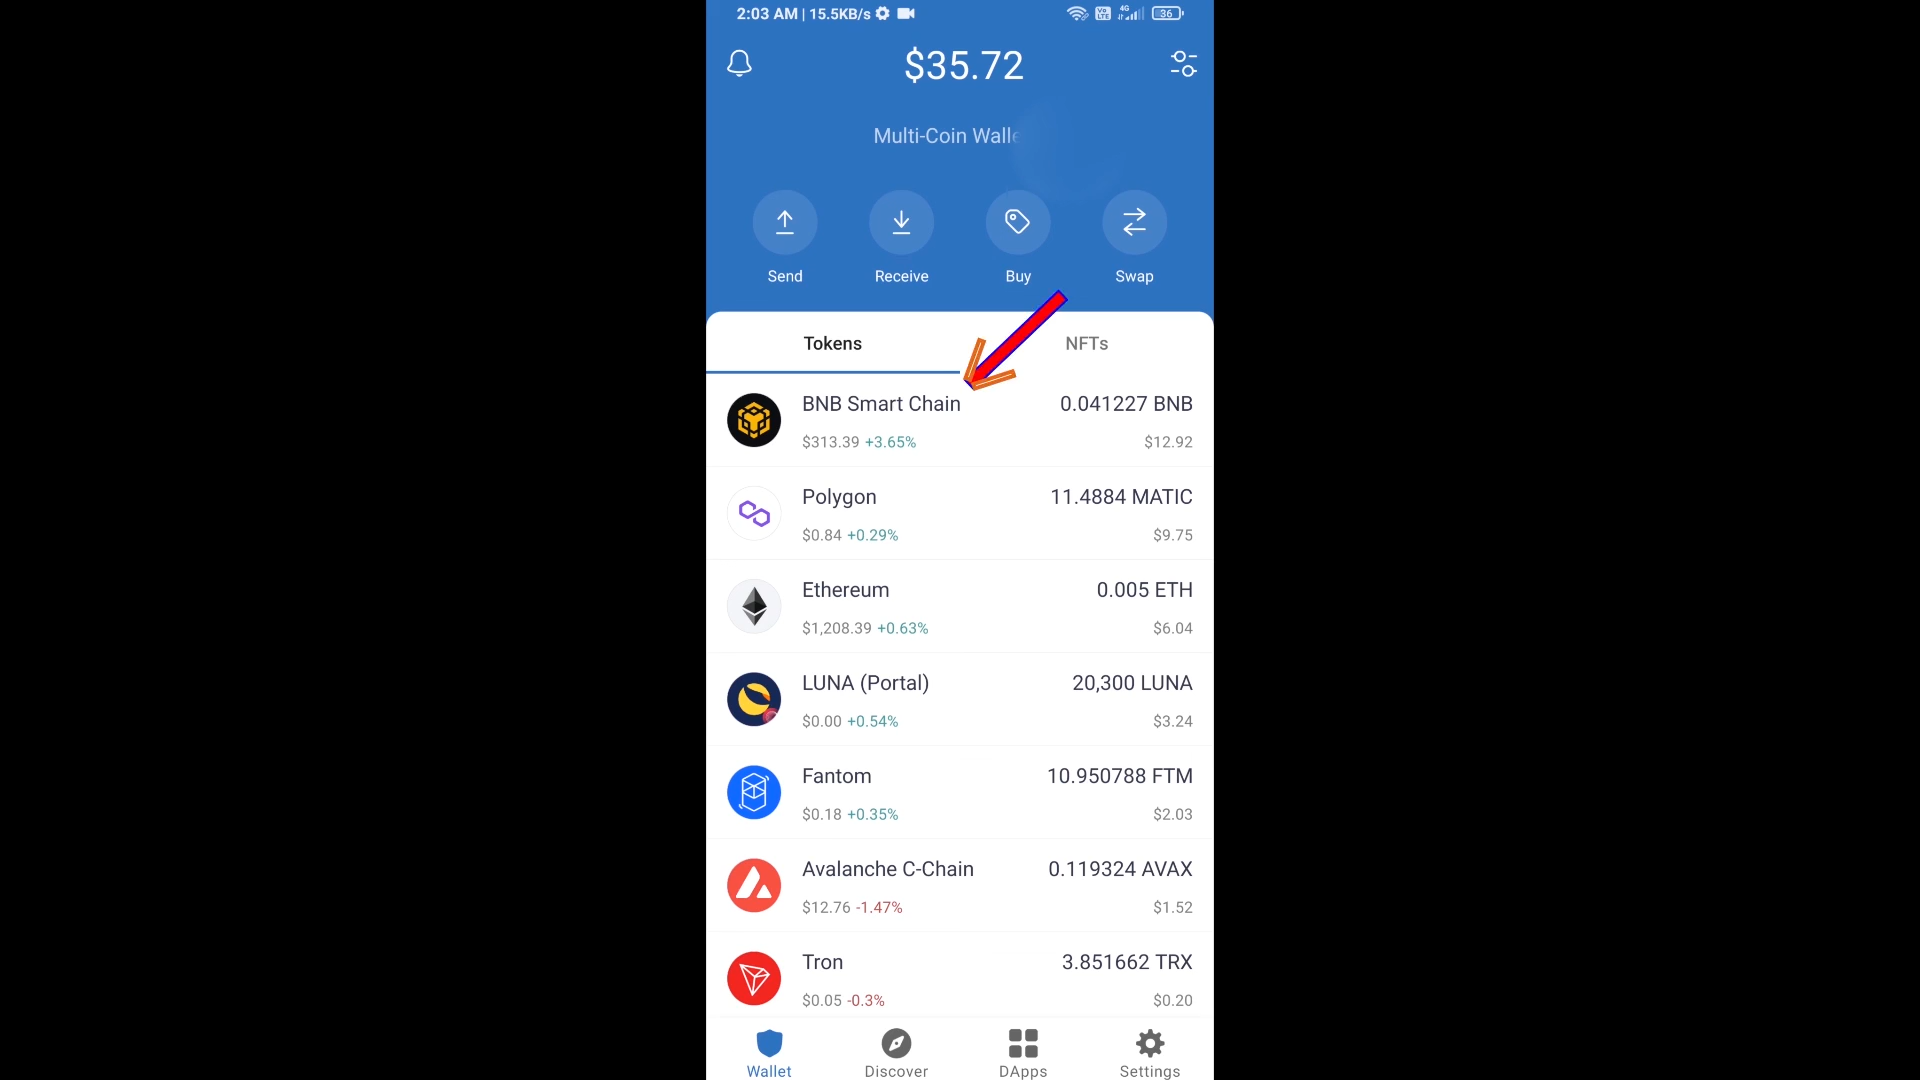 2:03 AM | 15.5KB/s
Vo LTE 4G 36
$35.72
Multi-Coin Walle
Send Receive Buy Swap
Tokens NFTs
BNB Smart Chain 0.041227 BNB
$313.39 +3.65% $12.92
Polygon 11.4884 MATIC
$0.84 +0.29% $9.75
Ethereum 0.005 ETH
$1,208.39 +0.63% $6.04
LUNA (Portal) 20,300 LUNA
$0.00 +0.54% $3.24
Fantom 10.950788 FTM
$0.18 +0.35% $2.03
Avalanche C-Chain 0.119324 AVAX
$12.76 -1.47% $1.52
Tron 3.851662 TRX
$0.05 -0.3% $0.20
Wallet Discover DApps Settings